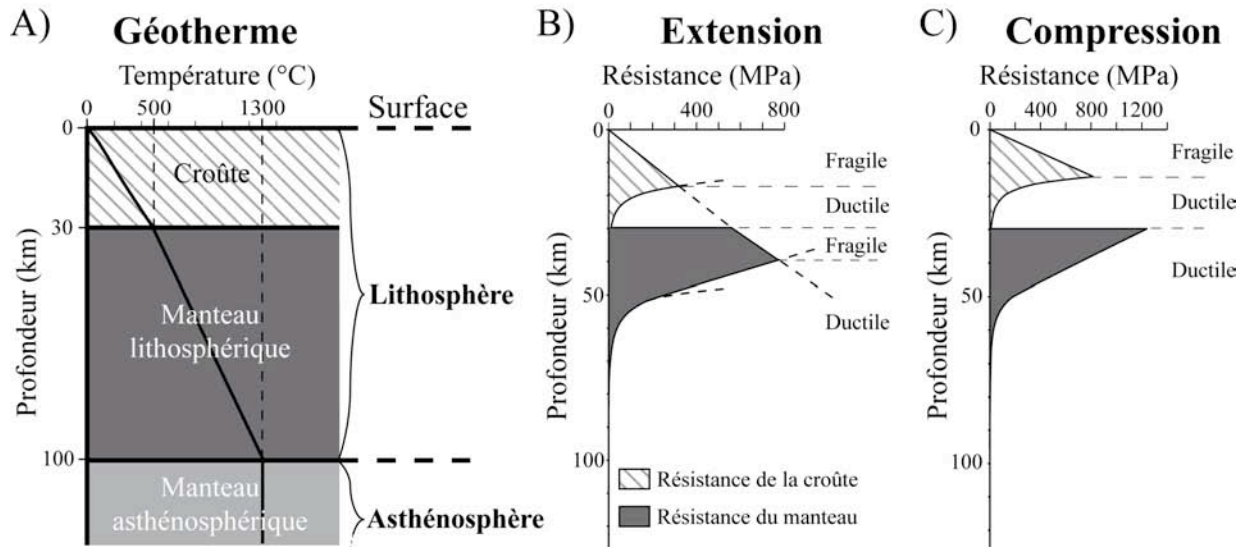 A) Géotherme
Température (°C)
0 500 1300
Surface
0
Croûte
30
Manteau
lithosphérique
Lithosphère
100
Manteau
asthénosphérique
Asthénosphère
Profondeur (km)
B) Extension
Résistance (MPa)
0 400 800
0
50
100
Profondeur (km)
Fragile
Ductile
Fragile
Ductile
Résistance de la croûte
Résistance du manteau
C) Compression
Résistance (MPa)
0 400 800 1200
0
50
100
Profondeur (km)
Fragile
Ductile
Ductile